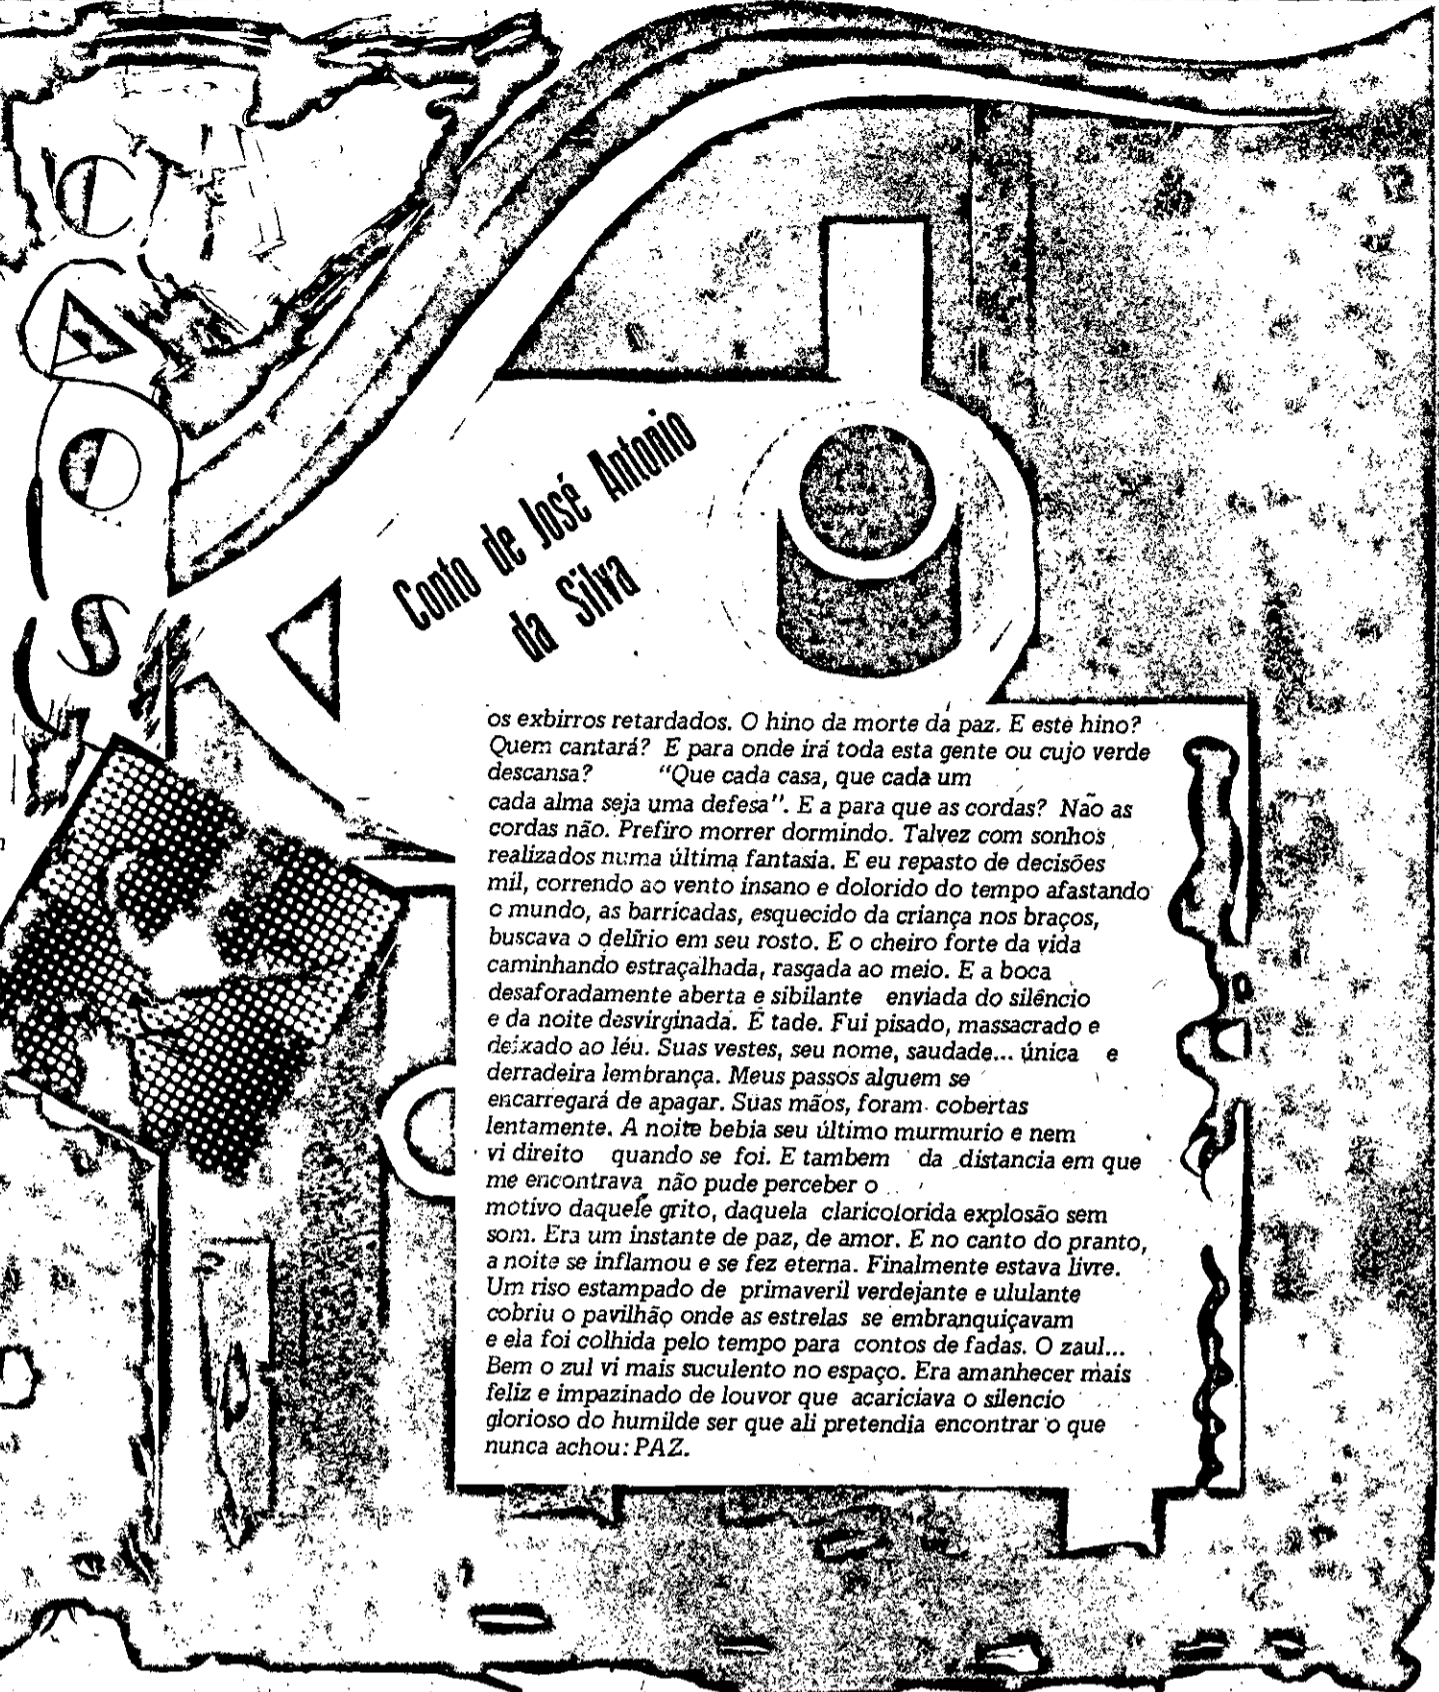 CAOS
Conto de José Antonio
da Silva
os exbirros retardados. O hino da morte da paz. E este hino?
Quem cantará? E para onde irá toda esta gente ou cujo verde
descansa? “Que cada casa, que cada um
cada alma seja uma defesa”. E a para que as cordas? Não as
cordas não. Prefiro morrer dormindo. Talvez com sonhos
realizados numa última fantasia. E eu repasto de decisões
mil, correndo ao vento insano e dolorido do tempo afastando
o mundo, as barricadas, esquecido da criança nos braços,
buscava o delírio em seu rosto. E o cheiro forte da vida
caminhando estraçalhada, rasgada ao meio. E a boca
desaforadamente aberta e sibilante enviada do silêncio
e da noite desvirginada. É tade. Fui pisado, massacrado e
deixado ao léu. Suas vestes, seu nome, saudade... única e
derradeira lembrança. Meus passos alguem se
encarregará de apagar. Suas mãos, foram cobertas
lentamente. A noite bebia seu último murmurio e nem
vi direito quando se foi. E tambem da distancia em que
me encontrava não pude perceber o
motivo daquele grito, daquela claricolorida explosão sem
som. Era um instante de paz, de amor. E no canto do pranto,
a noite se inflamou e se fez eterna. Finalmente estava livre.
Um riso estampado de primaveril verdejante e ululante
cobriu o pavilhão onde as estrelas se embranquiçavam
e ela foi colhida pelo tempo para contos de fadas. O zaul...
Bem o zul vi mais suculento no espaço. Era amanhecer mais
feliz e impazinado de louvor que acariciava o silencio
glorioso do humilde ser que ali pretendia encontrar o que
nunca achou: PAZ.